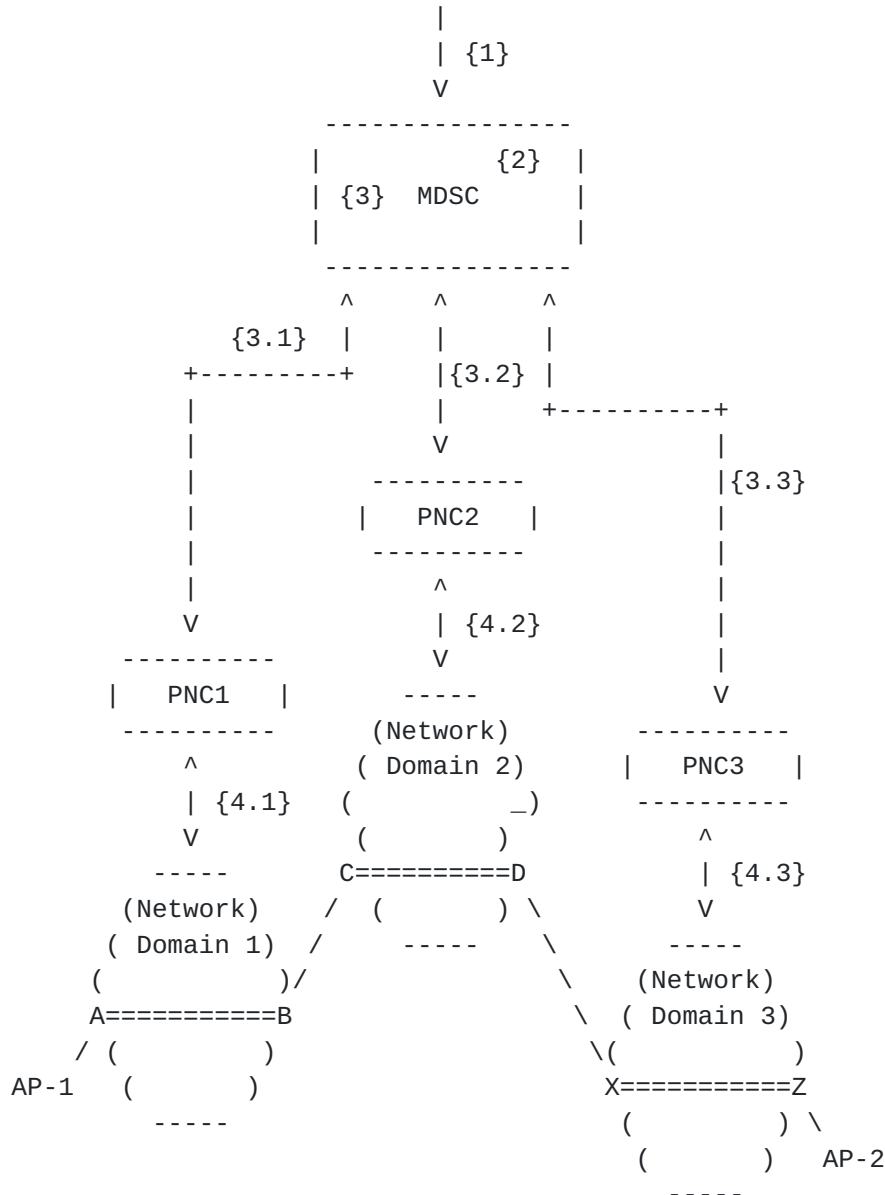 |
                            | {1}
                            V
                     ----------------
                    |           {2}  |
                    | {3}  MDSC      |
                    |                |
                     ----------------
                      ^     ^      ^
               {3.1}  |     |      |
            +---------+     |{3.2} |
            |               |      +----------+
            |               V                 |
            |           ----------            |{3.3}
            |          |   PNC2   |           |
            |           ----------            |
            |               ^                 |
            V               | {4.2}           |
        ----------          V                 |
       |   PNC1   |       -----               V
        ----------      (Network)        ----------
            ^          ( Domain 2)      |   PNC3   |
            | {4.1}   (          _)      ----------
            V          (        )            ^
          -----       C==========D           | {4.3}
        (Network)    /  (        ) \         V
       ( Domain 1)  /     -----     \      -----
      (           )/                 \   (Network)
      A===========B                   \  ( Domain 3)
     / (         )                     \(           )
 AP-1   (       )                       X===========Z
          -----                          (         ) \
                                          (       )   AP-2
                                            -----